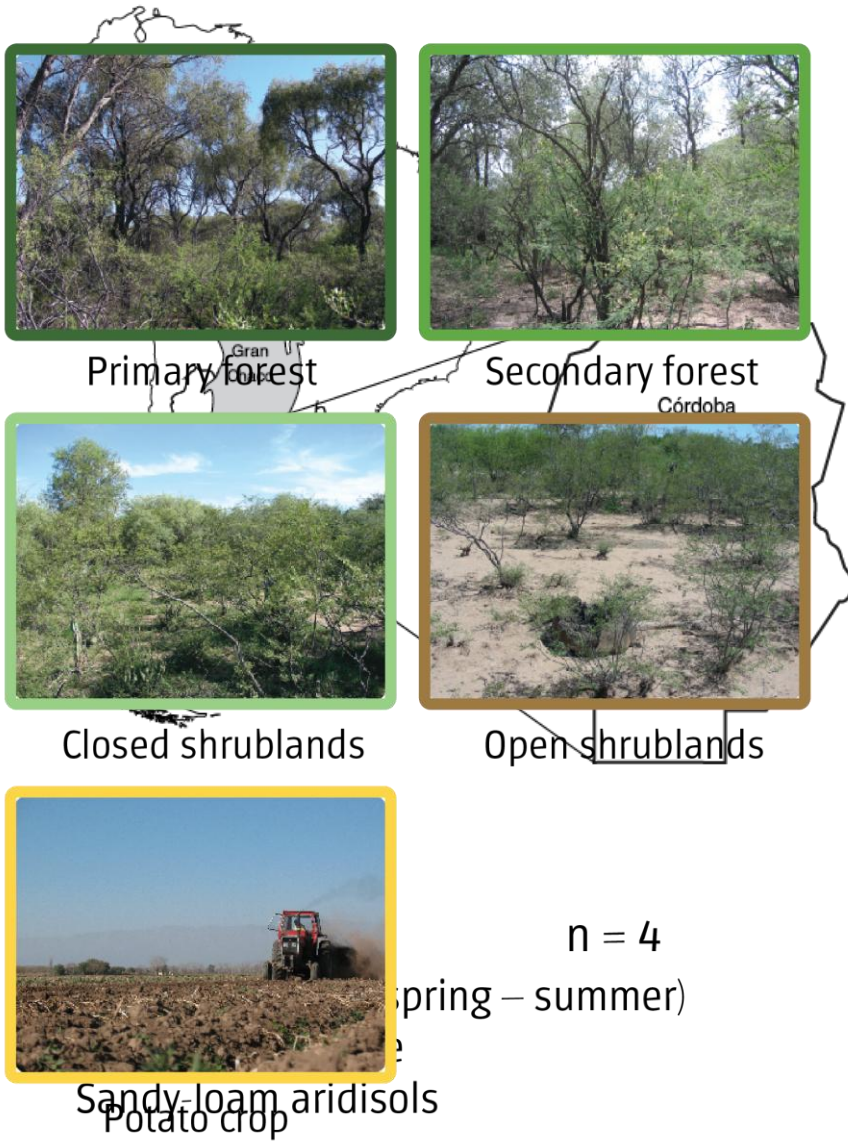 Gran
Primary forest
Secondary forest
Córdoba
Closed shrublands
Open shrublands
n = 4
spring – summer)
Sandy-loam aridisols
Potato crop